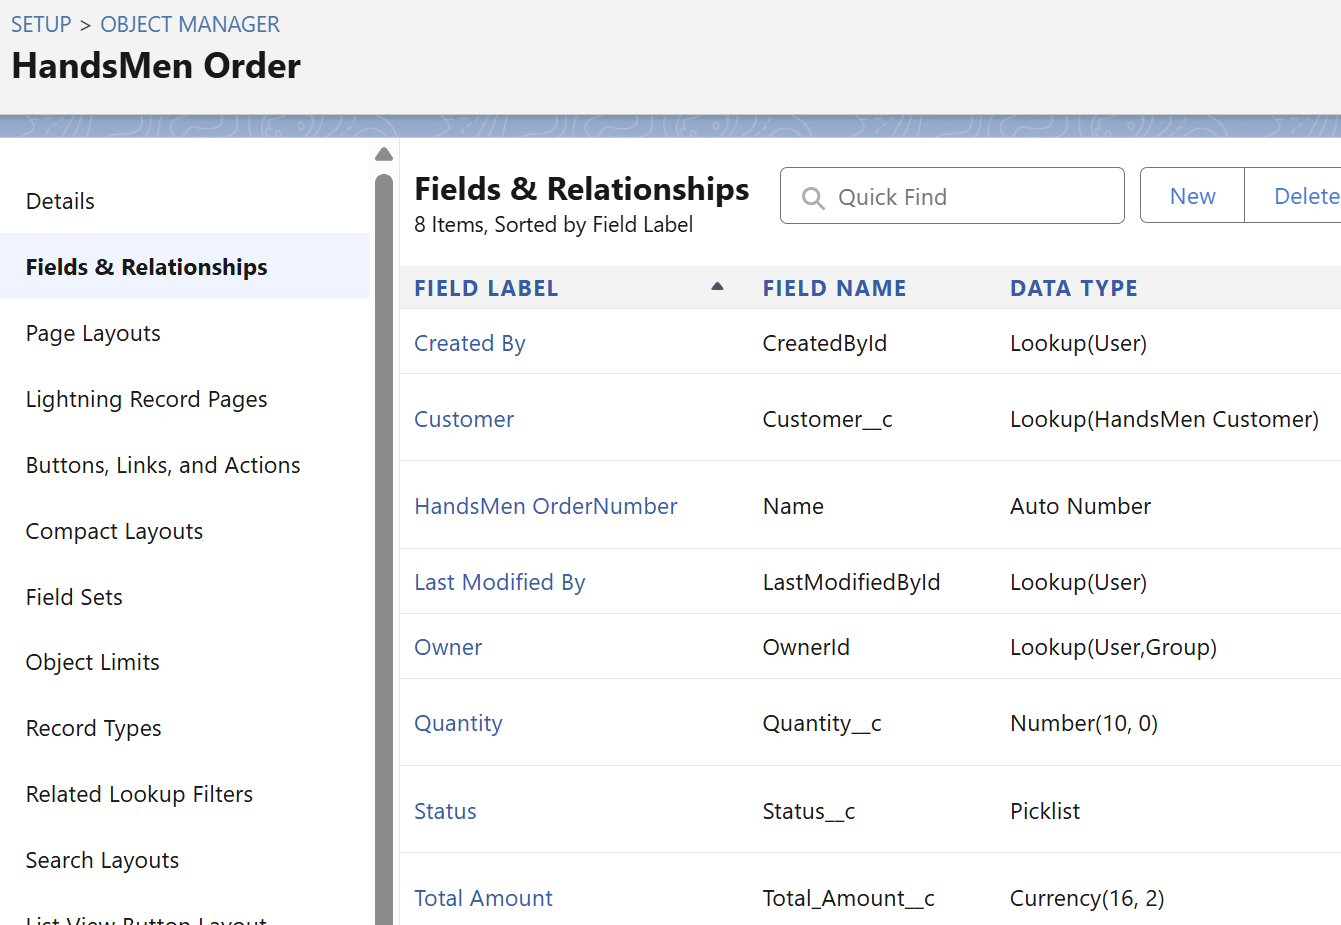 SETUP > OBJECT MANAGER
HandsMen Order
Details
Fields & Relationships
Page Layouts
Lightning Record Pages
Buttons, Links, and Actions
Compact Layouts
Field Sets
Object Limits
Record Types
Related Lookup Filters
Search Layouts
List View Button Layout
Fields & Relationships
8 Items, Sorted by Field Label
Quick Find
New
Delete
FIELD LABEL FIELD NAME DATA TYPE
Created By CreatedById Lookup(User)
Customer Customer__c Lookup(HandsMen Customer)
HandsMen OrderNumber Name Auto Number
Last Modified By LastModifiedById Lookup(User)
Owner OwnerId Lookup(User,Group)
Quantity Quantity__c Number(10, 0)
Status Status__c Picklist
Total Amount Total_Amount__c Currency(16, 2)